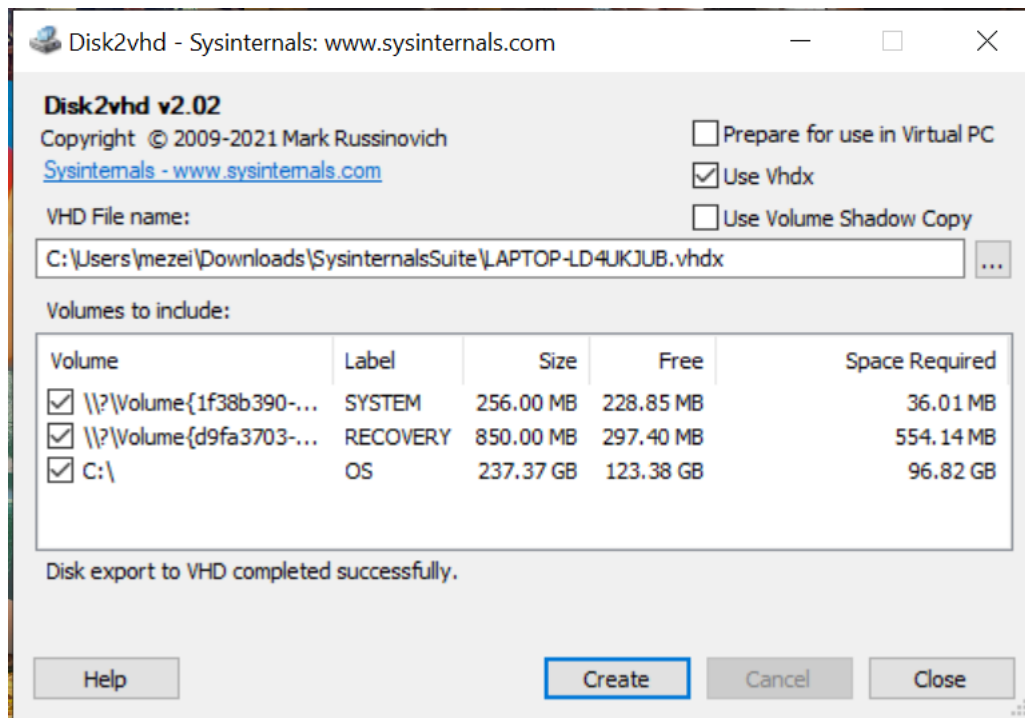 Disk2vhd - Sysinternals: www.sysinternals.com
Disk2vhd v2.02
Copyright © 2009-2021 Mark Russinovich
Sysinternals - www.sysinternals.com
Prepare for use in Virtual PC
Use Vhdx
Use Volume Shadow Copy
VHD File name:
C:\Users\mezei\Downloads\SysinternalsSuite\LAPTOP-LD4UKJUB.vhdx
...
Volumes to include:
Volume Label Size Free Space Required
\\?\Volume{1f38b390-... SYSTEM 256.00 MB 228.85 MB 36.01 MB
\\?\Volume{d9fa3703-... RECOVERY 850.00 MB 297.40 MB 554.14 MB
C:\ OS 237.37 GB 123.38 GB 96.82 GB
Disk export to VHD completed successfully.
Help Create Cancel Close